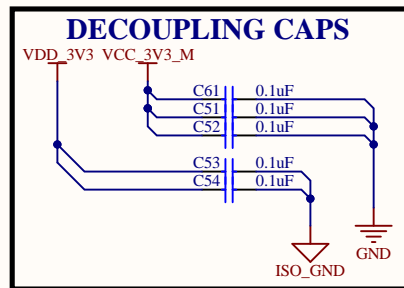 DECOUPLING CAPS
VDD_3V3 VCC_3V3_M
C61 0.1uF
C51 0.1uF
C52 0.1uF
C53 0.1uF
C54 0.1uF
GND
ISO_GND